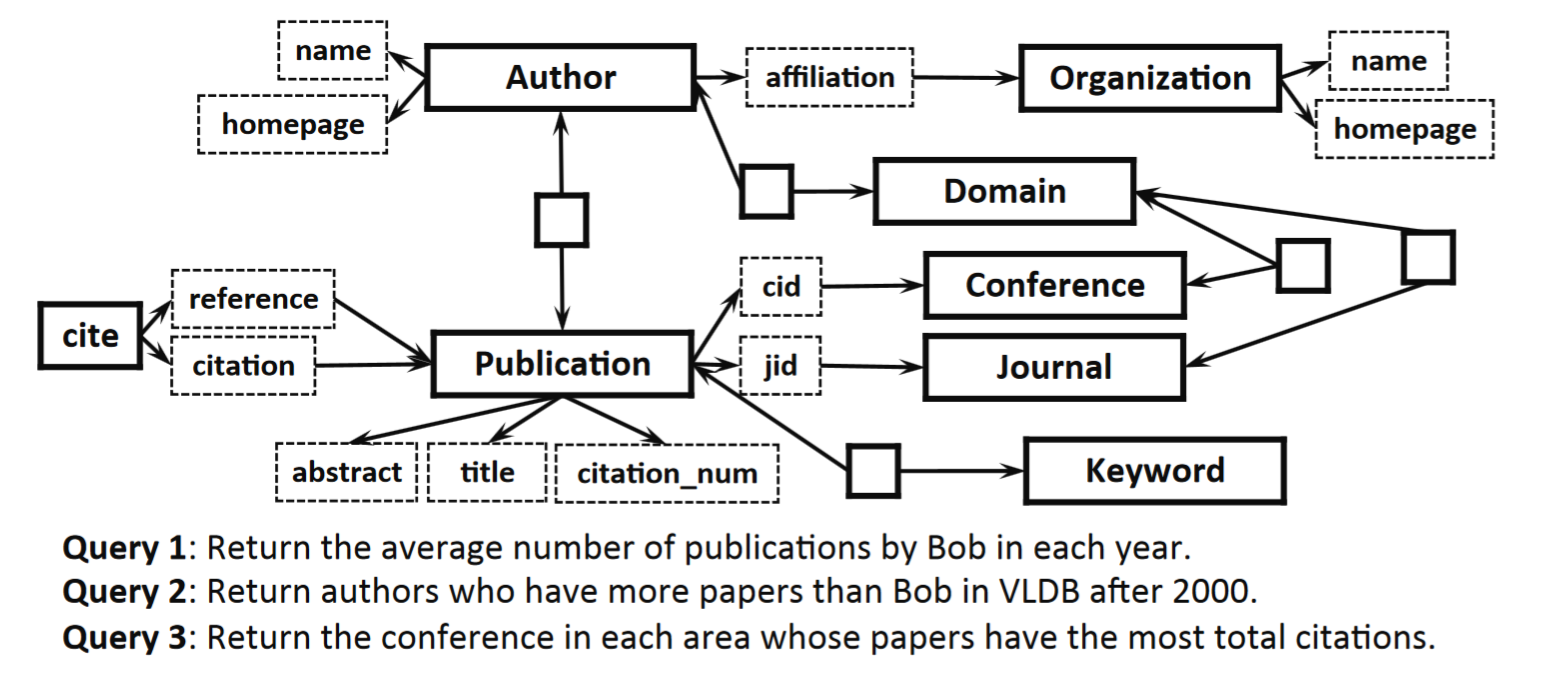 name
Author
affiliation
Organization
name
homepage
homepage
Domain
cid
Conference
reference
cite
citation
Publication
jid
Journal
abstract
title
citation_num
Keyword
Query 1: Return the average number of publications by Bob in each year.
Query 2: Return authors who have more papers than Bob in VLDB after 2000.
Query 3: Return the conference in each area whose papers have the most total citations.